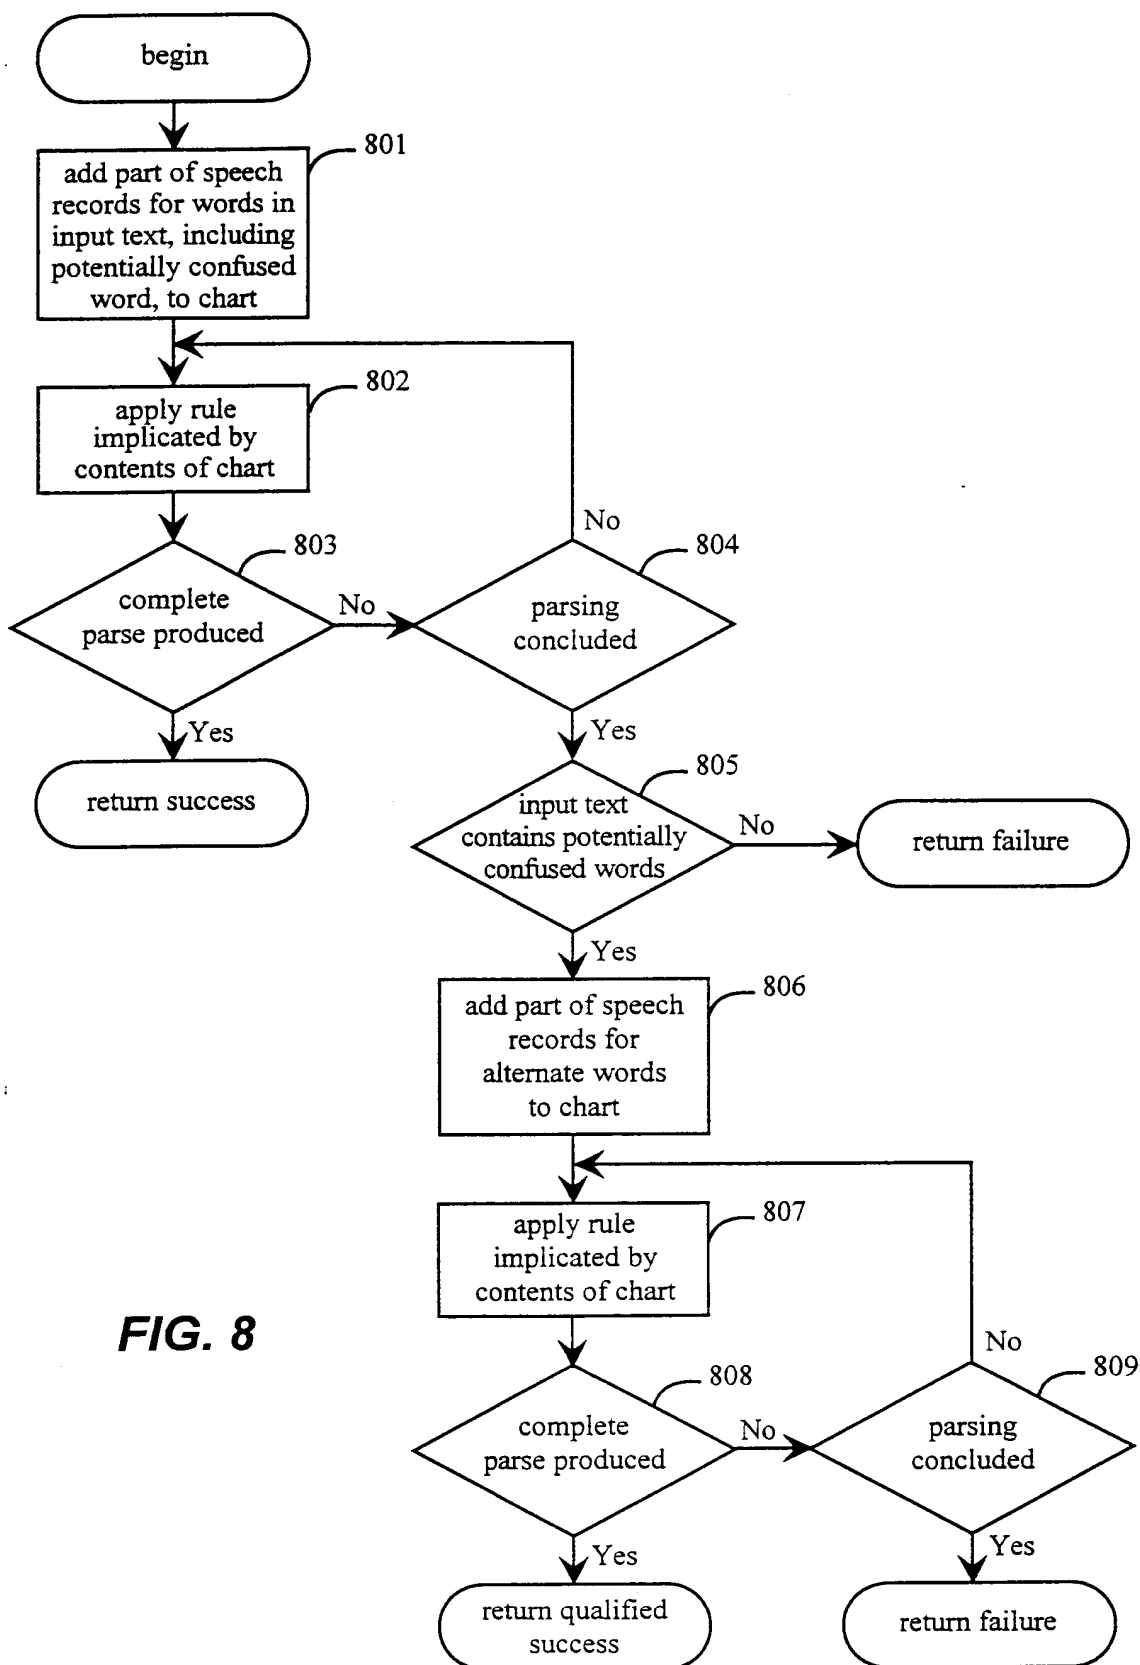 begin
801
add part of speech
records for words in
input text, including
potentially confused
word, to chart
802
apply rule
implicated by
contents of chart
803
complete
parse produced
No
Yes
return success
No
804
parsing
concluded
Yes
805
input text
contains potentially
confused words
No
return failure
Yes
806
add part of speech
records for
alternate words
to chart
807
apply rule
implicated by
contents of chart
808
complete
parse produced
No
Yes
return qualified
success
No
809
parsing
concluded
Yes
return failure
FIG. 8